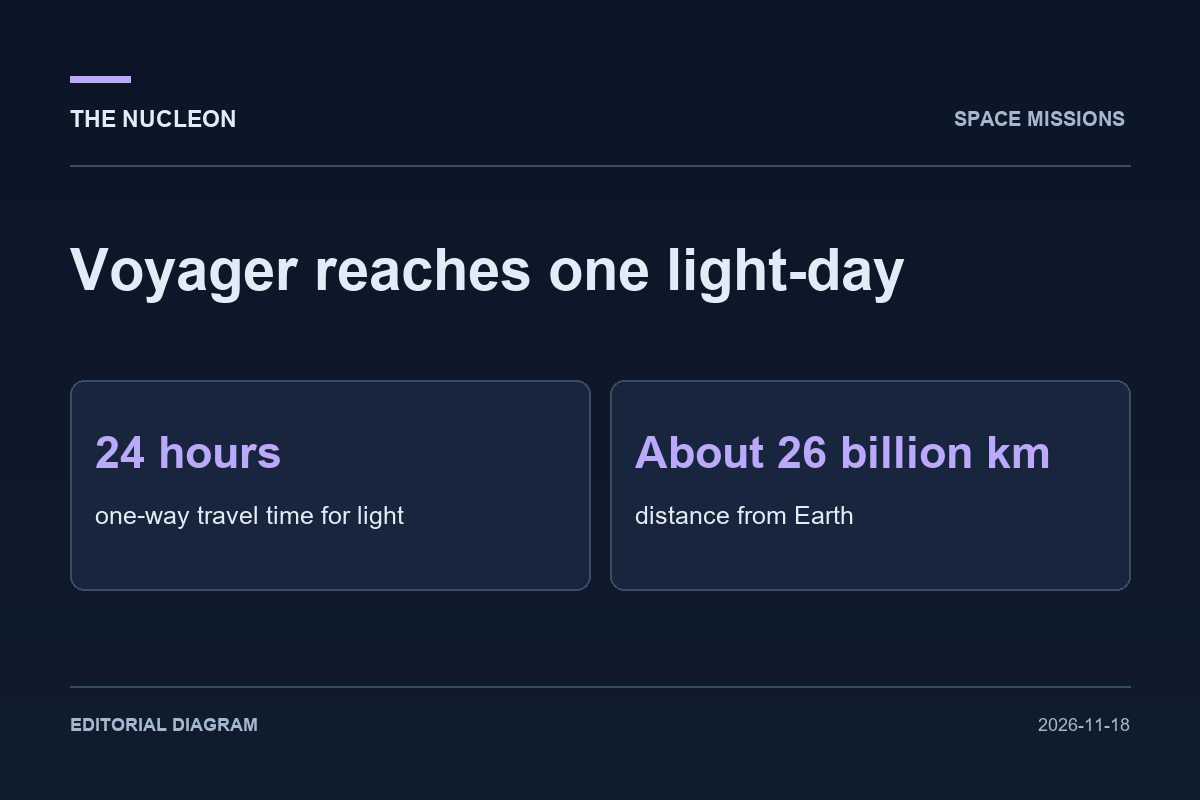 THE NUCLEON
SPACE MISSIONS
Voyager reaches one light-day
24 hours
one-way travel time for light
About 26 billion km
distance from Earth
EDITORIAL DIAGRAM
2026-11-18